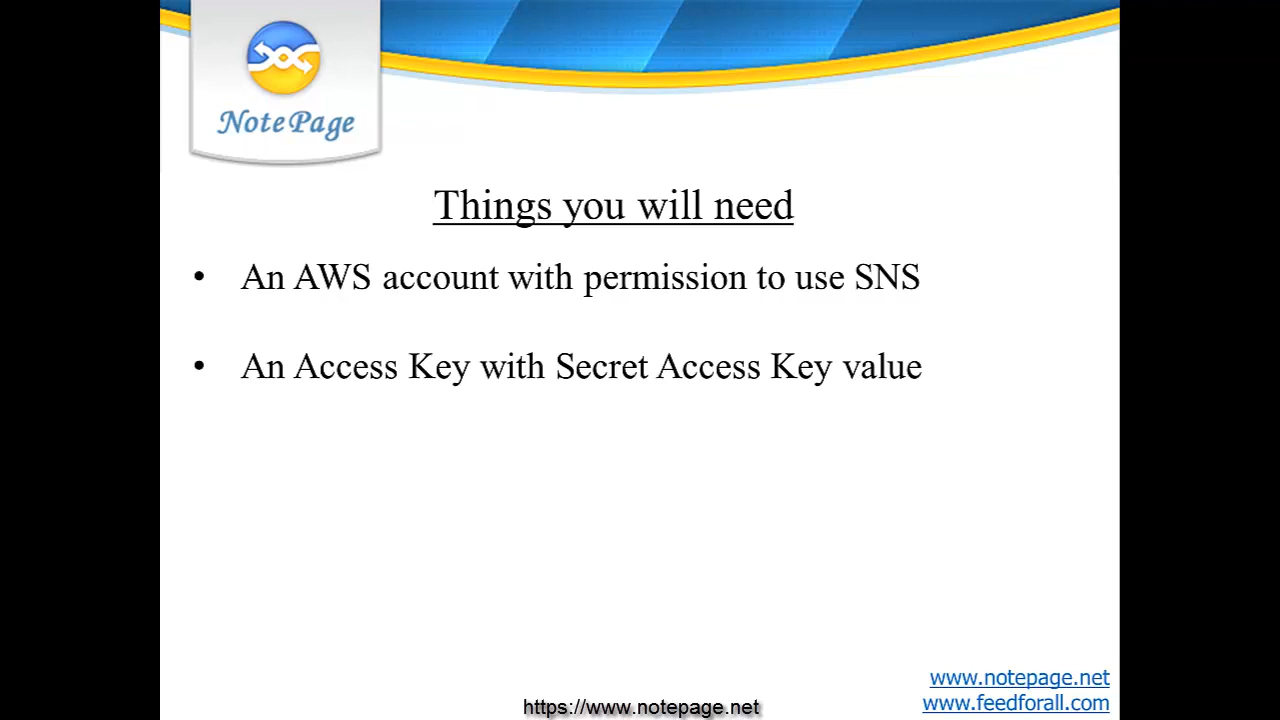 NotePage
Things you will need
• An AWS account with permission to use SNS
• An Access Key with Secret Access Key value
www.notepage.net
www.feedforall.com
https://www.notepage.net